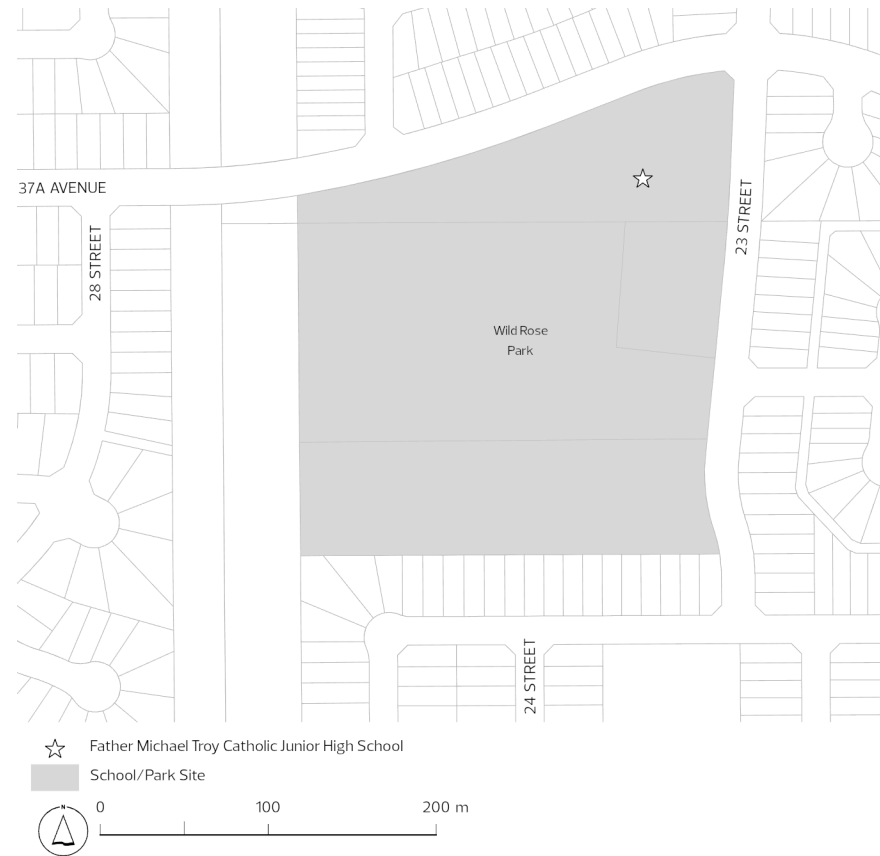 37A AVENUE
28 STREET
23 STREET
Wild Rose
Park
24 STREET
Father Michael Troy Catholic Junior High School
School/Park Site
N
0 100 200 m